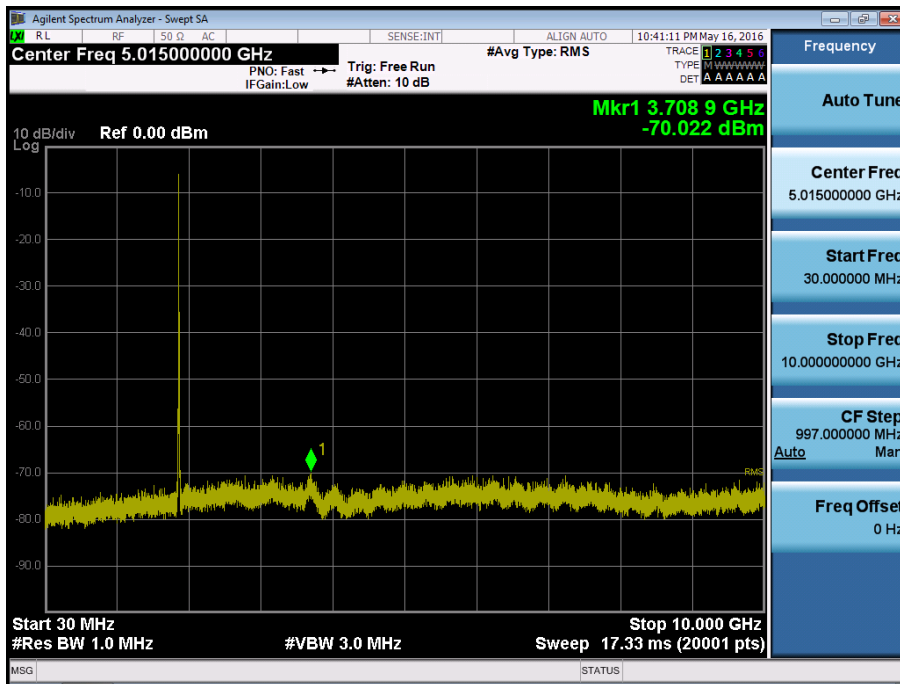 Agilent Spectrum Analyzer - Swept SA
LXI RL RF 50 Ω AC SENSE:INT ALIGN AUTO 10:41:11 PM May 16, 2016
Center Freq 5.015000000 GHz
#Avg Type: RMS
TRACE 1 2 3 4 5 6
PNO: Fast
Trig: Free Run
TYPE M WWWWW
IFGain:Low
#Atten: 10 dB
DET A A A A A A
Mkr1 3.708 9 GHz
-70.022 dBm
10 dB/div Ref 0.00 dBm
Log
-10.0
-20.0
-30.0
-40.0
-50.0
-60.0
1
-70.0
RMS
-80.0
-90.0
Start 30 MHz
Stop 10.000 GHz
#Res BW 1.0 MHz
#VBW 3.0 MHz
Sweep 17.33 ms (20001 pts)
MSG
STATUS
Frequency
Auto Tune
Center Freq
5.015000000 GHz
Start Freq
30.000000 MHz
Stop Freq
10.000000000 GHz
CF Step
997.000000 MHz
Auto Man
Freq Offset
0 Hz